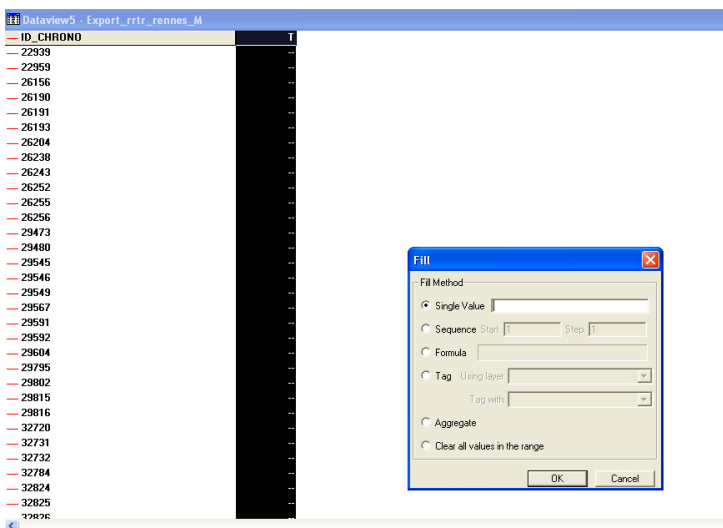 Dataview5 - Export_rrtr_rennes_M
ID_CHRONO T
22939 --
22959 --
26156 --
26190 --
26191 --
26193 --
26204 --
26238 --
26243 --
26252 --
26255 --
26256 --
29473 --
29480 --
29545 --
29546 --
29549 --
29567 --
29591 --
29592 --
29604 --
29795 --
29802 --
29815 --
29816 --
32720 --
32731 --
32732 --
32784 --
32824 --
32825 --
32826 --
Fill
Fill Method
Single Value
Sequence Start 1 Step 1
Formula
Tag Using layer
Tag with
Aggregate
Clear all values in the range
OK Cancel